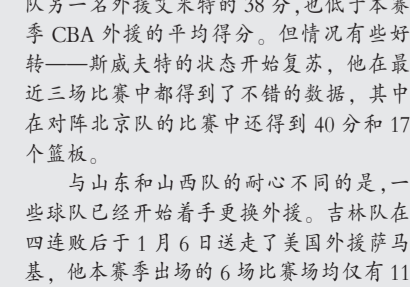 队另一名外援艾米特的 38 分,也低于本赛
季 CBA 外援的平均得分。但情况有些好
转——斯威夫特的状态开始复苏，他在最
近三场比赛中都得到了不错的数据，其中
在对阵北京队的比赛中还得到 40 分和 17
个篮板。
与山东和山西队的耐心不同的是,一
些球队已经开始着手更换外援。吉林队在
四连败后于 1 月 6 日送走了美国外援萨马
基，他本赛季出场的 6 场比赛场均仅有 11